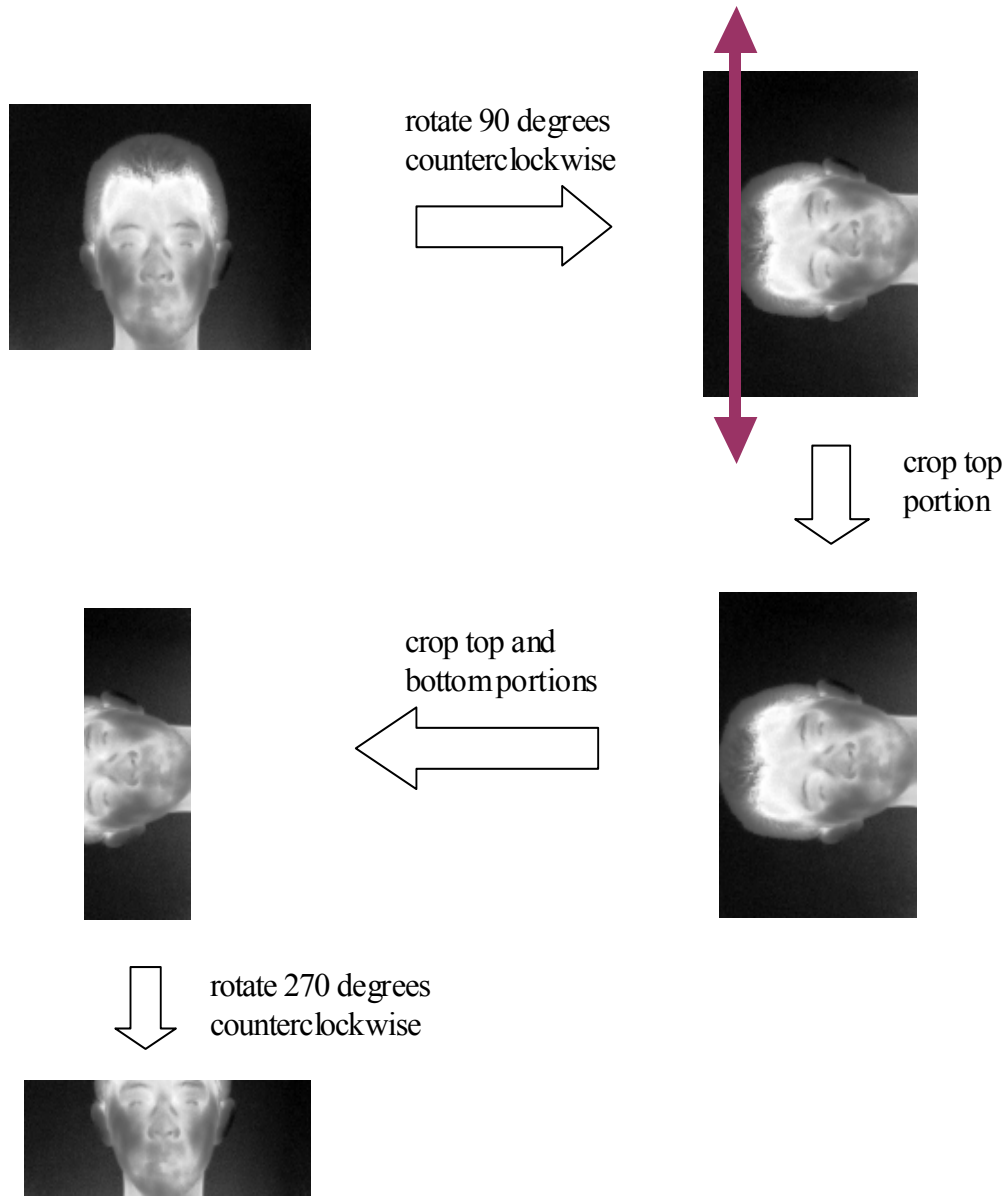 rotate 90 degrees
counterclockwise
crop top
portion
crop top and
bottom portions
rotate 270 degrees
counterclockwise